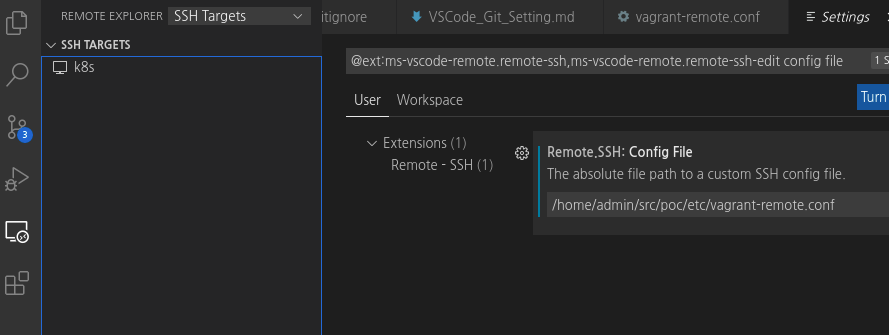 REMOTE EXPLORER
SSH Targets
SSH TARGETS
k8s
3
itignore
VSCode_Git_Setting.md
vagrant-remote.conf
Settings
@ext:ms-vscode-remote.remote-ssh,ms-vscode-remote.remote-ssh-edit config file
1 S
User
Workspace
Turn
Extensions (1)
Remote - SSH (1)
Remote.SSH: Config File
The absolute file path to a custom SSH config file.
/home/admin/src/poc/etc/vagrant-remote.conf